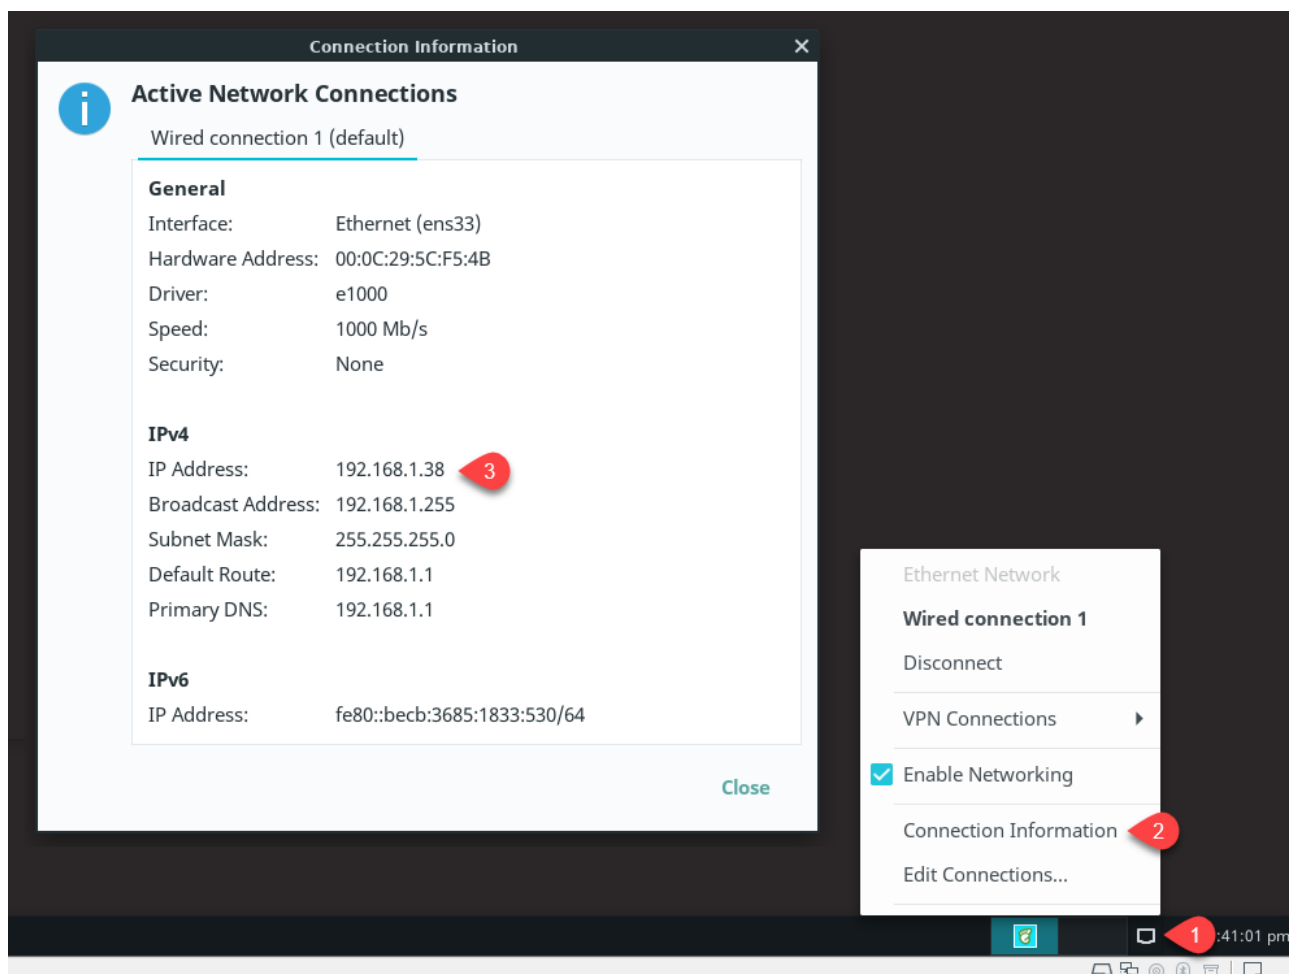 Connection Information
Active Network Connections
Wired connection 1 (default)
General
Interface: Ethernet (ens33)
Hardware Address: 00:0C:29:5C:F5:4B
Driver: e1000
Speed: 1000 Mb/s
Security: None
IPv4
IP Address: 192.168.1.38 3
Broadcast Address: 192.168.1.255
Subnet Mask: 255.255.255.0
Default Route: 192.168.1.1
Primary DNS: 192.168.1.1
IPv6
IP Address: fe80::becb:3685:1833:530/64
Close
Ethernet Network
Wired connection 1
Disconnect
VPN Connections
Enable Networking
Connection Information 2
Edit Connections...
1 :41:01 pm